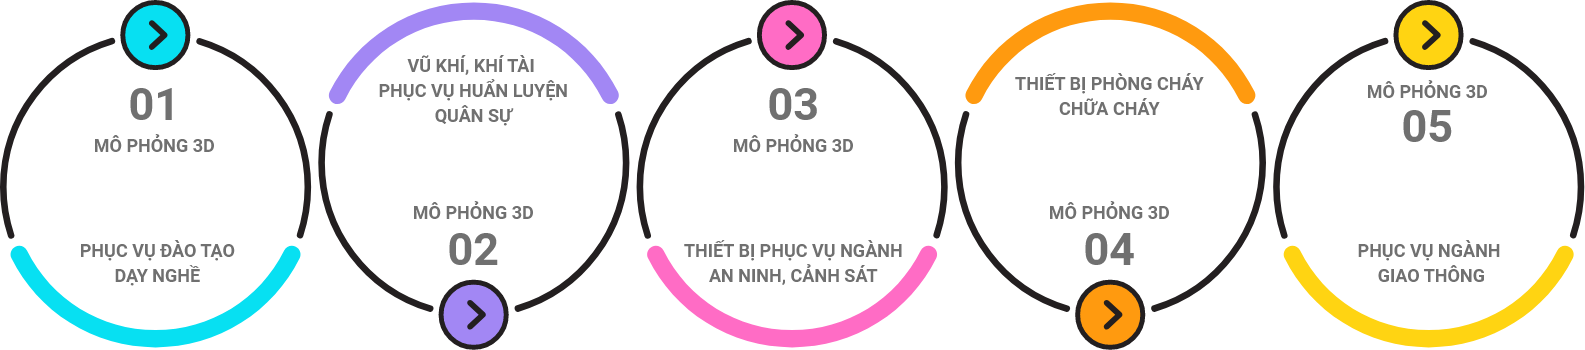 01
MÔ PHỎNG 3D
PHỤC VỤ ĐÀO TẠO
DẠY NGHỀ
VŨ KHÍ, KHÍ TÀI
PHỤC VỤ HUẤN LUYỆN
QUÂN SỰ
MÔ PHỎNG 3D
02
03
MÔ PHỎNG 3D
THIẾT BỊ PHỤC VỤ NGÀNH
AN NINH, CẢNH SÁT
THIẾT BỊ PHÒNG CHÁY
CHỮA CHÁY
MÔ PHỎNG 3D
04
MÔ PHỎNG 3D
05
PHỤC VỤ NGÀNH
GIAO THÔNG